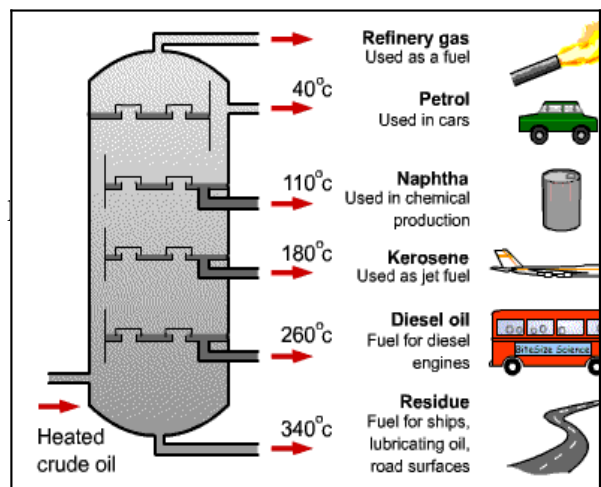 Refinery gas
Used as a fuel
40°c
Petrol
Used in cars
110°c
Naphtha
Used in chemical
production
180°c
Kerosene
Used as jet fuel
260°c
Diesel oil
Fuel for diesel
engines
BiteSize Science
Heated
crude oil
340°c
Residue
Fuel for ships,
lubricating oil,
road surfaces